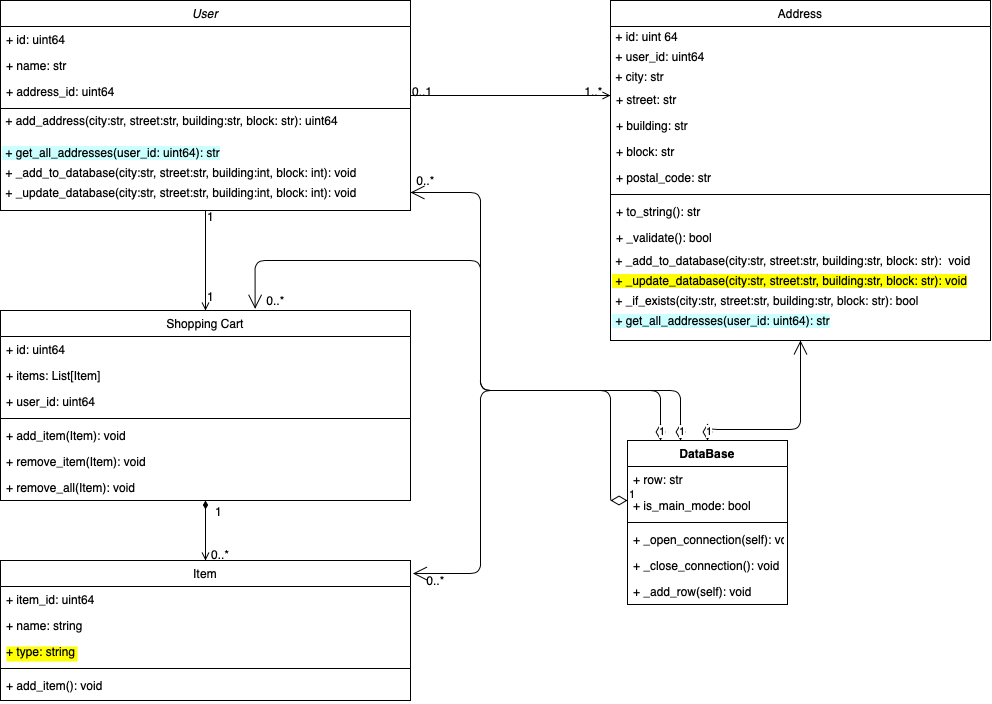 User
+ id: uint64
+ name: str
+ address_id: uint64
+ add_address(city:str, street:str, building:str, block: str): uint64
+ get_all_addresses(user_id: uint64): str
+ _add_to_database(city:str, street:str, building:int, block: int): void
+ _update_database(city:str, street:str, building:int, block: int): void
0..1
1..*
Address
+ id: uint 64
+ user_id: uint64
+ city: str
+ street: str
+ building: str
+ block: str
+ postal_code: str
+ to_string(): str
+ _validate(): bool
+ _add_to_database(city:str, street:str, building:str, block: str): void
+ _update_database(city:str, street:str, building:str, block: str): void
+ _if_exists(city:str, street:str, building:str, block: str): bool
+ get_all_addresses(user_id: uint64): str
0..*
1
1
0..*
Shopping Cart
+ id: uint64
+ items: List[Item]
+ user_id: uint64
+ add_item(Item): void
+ remove_item(Item): void
+ remove_all(Item): void
1
0..*
Item
+ item_id: uint64
+ name: string
+ type: string
+ add_item(): void
0..*
1
1
1
1
DataBase
+ row: str
+ is_main_mode: bool
+ _open_connection(self): vo
+ _close_connection(): void
+ _add_row(self): void